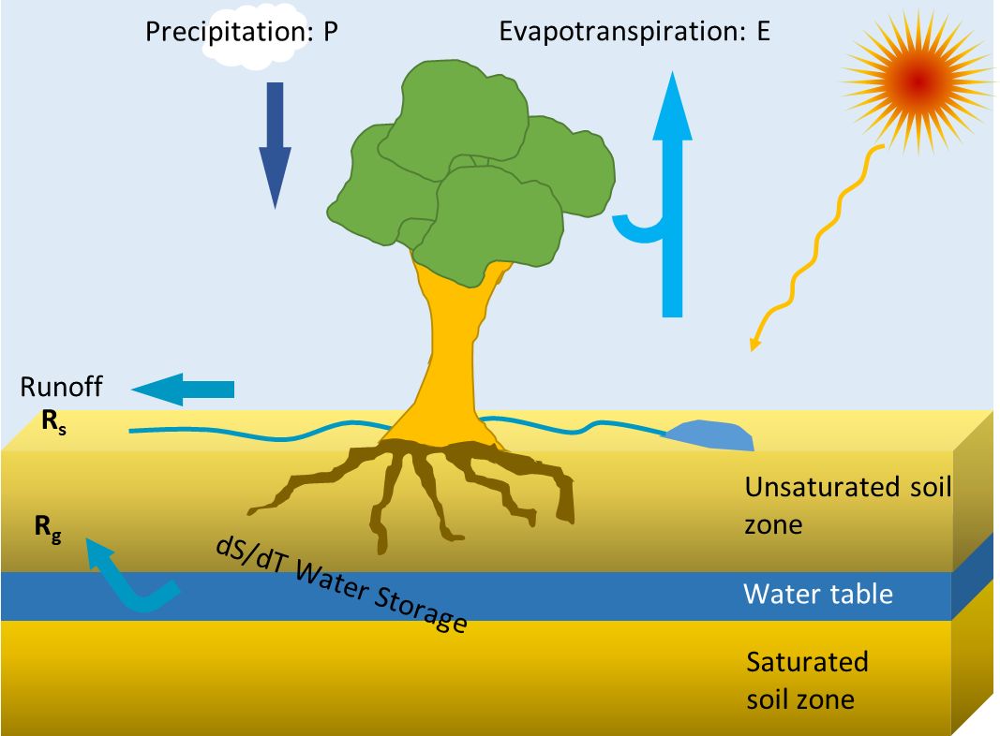 Precipitation: P
Evapotranspiration: E
Runoff
Rs
Unsaturated soil
zone
Rg
dS/dT Water Storage
Water table
Saturated
soil zone